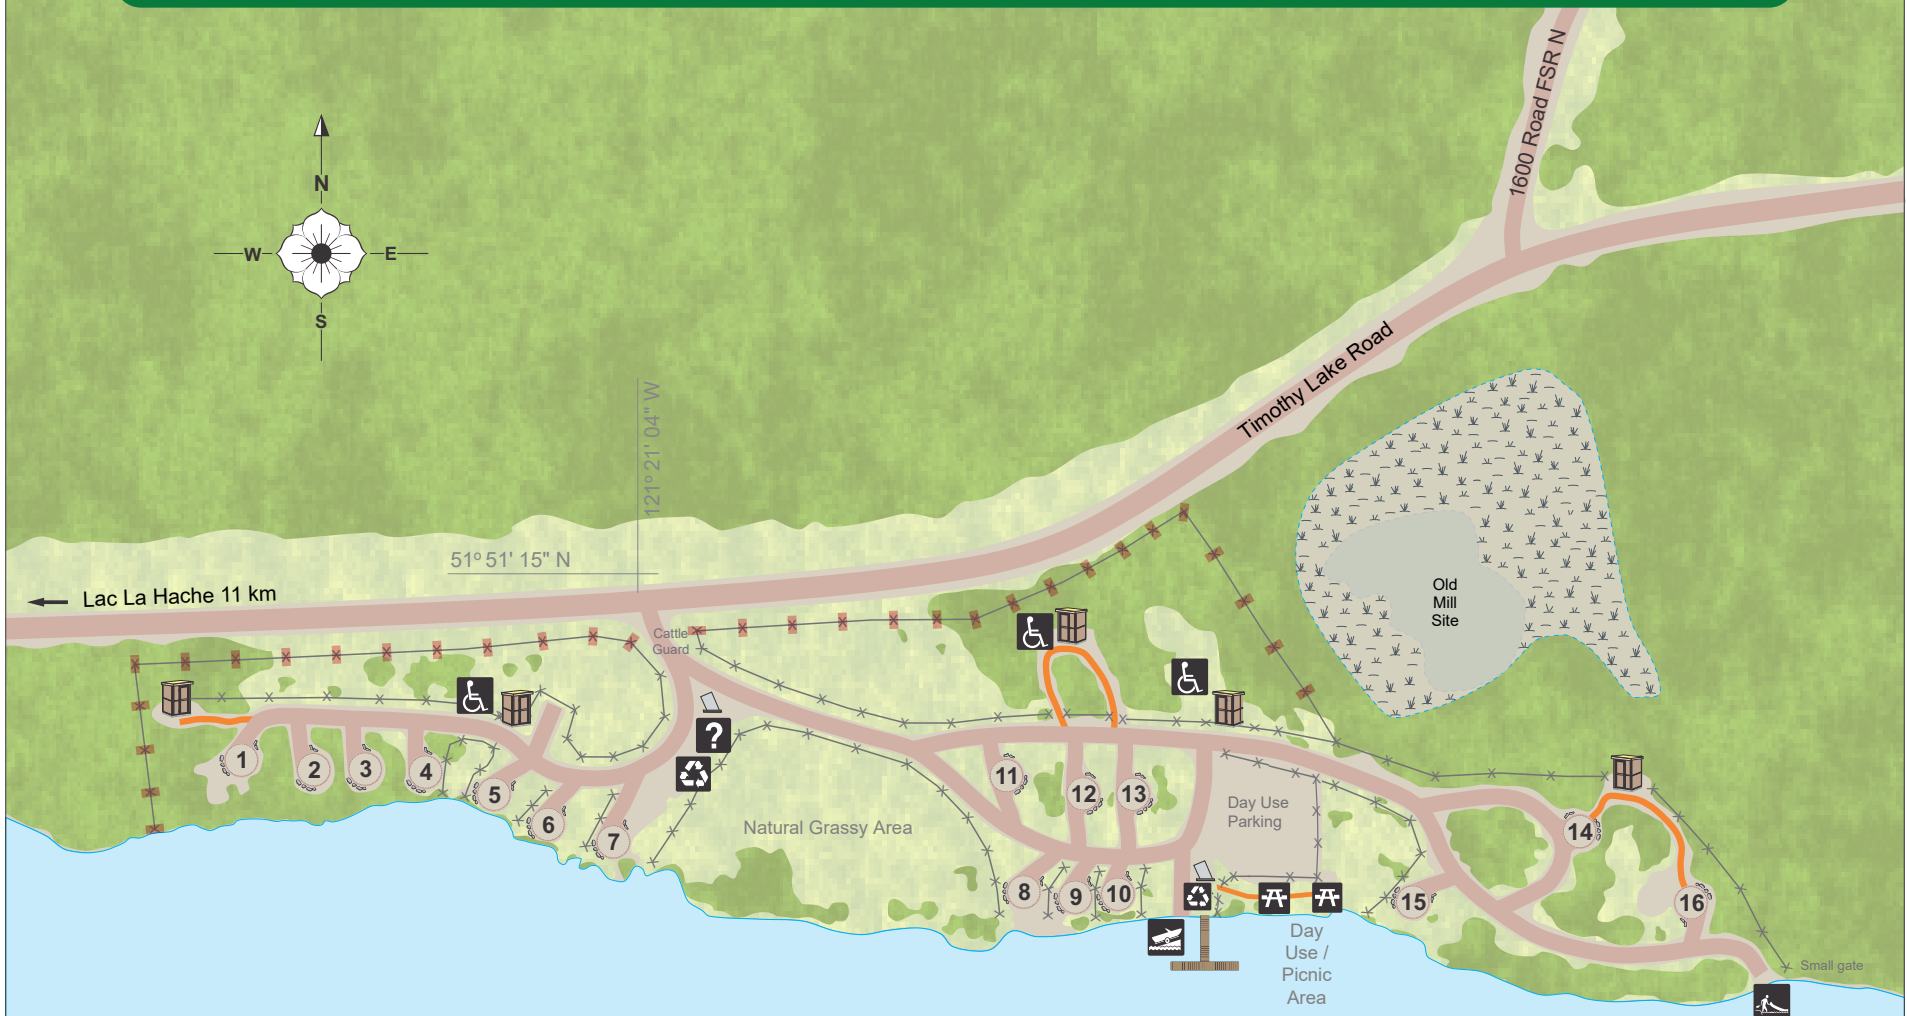 1600 Road FSR N
N
W
E
S
Timothy Lake Road
121º 21' 04" W
51º 51' 15" N
Lac La Hache 11 km
Old
Mill
Site
Cattle
Guard
?
1
2
3
4
5
6
7
11
12
13
Day Use
Parking
Natural Grassy Area
14
8
9
10
15
16
Day
Use /
Picnic
Area
Small gate